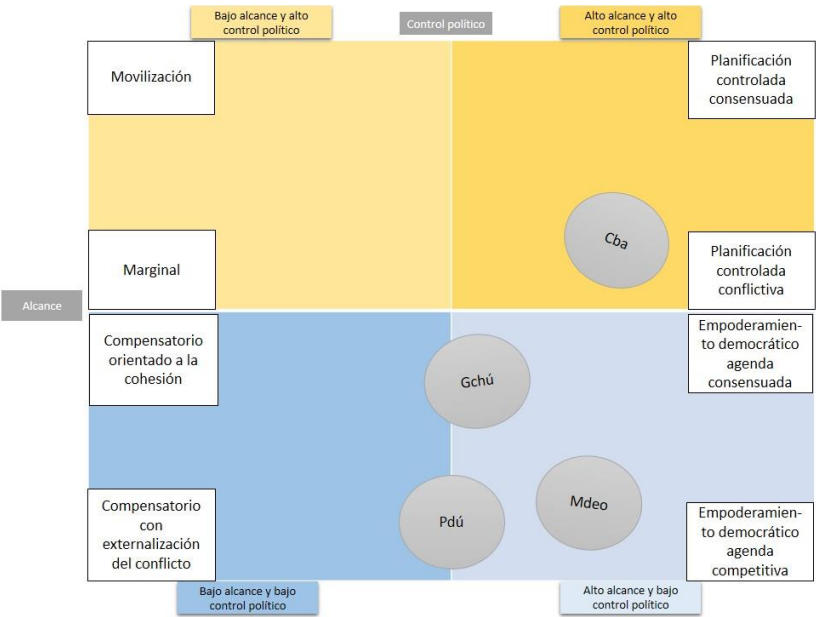 Bajo alcance y alto
control político
Control político
Alto alcance y alto
control político
Movilización
Planificación
controlada
consensuada
Cba
Marginal
Planificación
controlada
conflictiva
Alcance
Compensatorio
orientado a la
cohesión
Empoderamien-
to democrático
agenda
consensuada
Gchú
Compensatorio
con
externalización
del conflicto
Pdú
Mdeo
Empoderamien-
to democrático
agenda
competitiva
Bajo alcance y bajo
control político
Alto alcance y bajo
control político